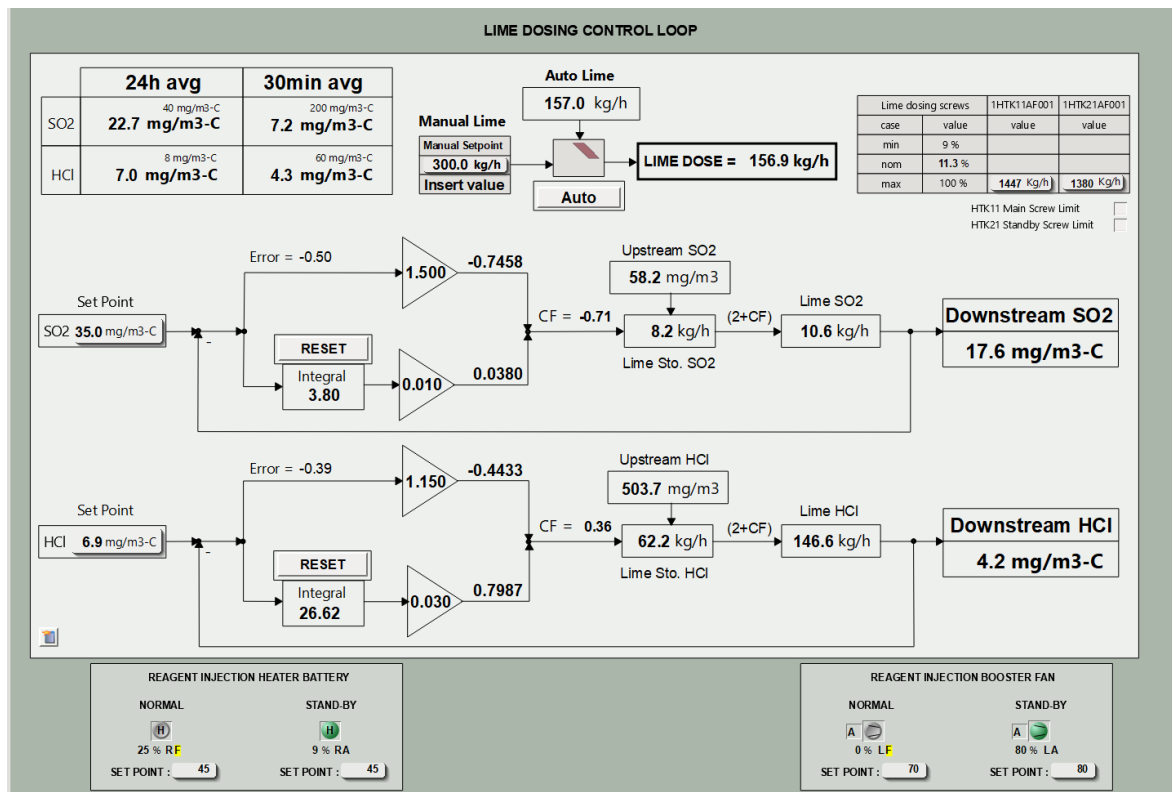 LIME DOSING CONTROL LOOP
24h avg 30min avg
SO2 40 mg/m3-C 200 mg/m3-C
22.7 mg/m3-C 7.2 mg/m3-C
HCl 8 mg/m3-C 60 mg/m3-C
7.0 mg/m3-C 4.3 mg/m3-C
Auto Lime
157.0 kg/h
Manual Lime
Manual Setpoint
300.0 kg/h
Insert value
Auto
LIME DOSE = 156.9 kg/h
Lime dosing screws 1HTK11AF001 1HTK21AF001
case value value value
min 9 %
nom 11.3 %
max 100 % 1447 Kg/h 1380 Kg/h
HTK11 Main Screw Limit
HTK21 Standby Screw Limit
Set Point
SO2 35.0 mg/m3-C
-
Error = -0.50
1.500
-0.7458
RESET
Integral
3.80
0.010
0.0380
CF = -0.71
Upstream SO2
58.2 mg/m3
8.2 kg/h
Lime Sto. SO2
(2+CF)
Lime SO2
10.6 kg/h
Downstream SO2
17.6 mg/m3-C
Set Point
HCl 6.9 mg/m3-C
-
Error = -0.39
1.150
-0.4433
RESET
Integral
26.62
0.030
0.7987
CF = 0.36
Upstream HCl
503.7 mg/m3
62.2 kg/h
Lime Sto. HCl
(2+CF)
Lime HCl
146.6 kg/h
Downstream HCl
4.2 mg/m3-C
REAGENT INJECTION HEATER BATTERY
NORMAL STAND-BY
H H
25 % RF 9 % RA
SET POINT : 45 SET POINT : 45
REAGENT INJECTION BOOSTER FAN
NORMAL STAND-BY
A A
0 % LF 80 % LA
SET POINT : 70 SET POINT : 80